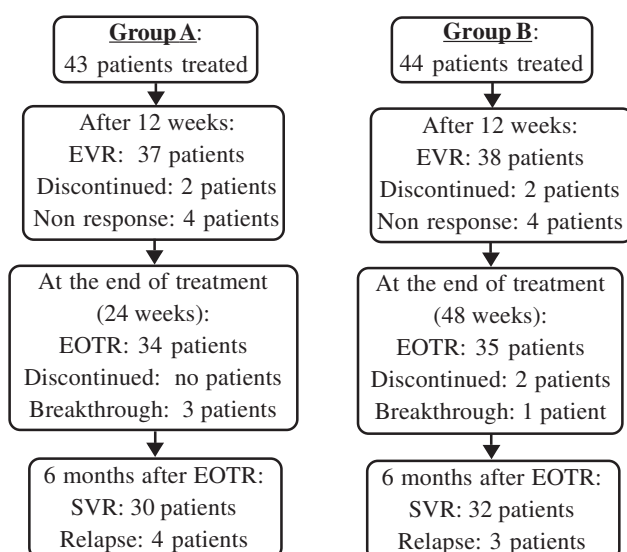 Group A:
43 patients treated
After 12 weeks:
EVR: 37 patients
Discontinued: 2 patients
Non response: 4 patients
At the end of treatment
(24 weeks):
EOTR: 34 patients
Discontinued: no patients
Breakthrough: 3 patients
6 months after EOTR:
SVR: 30 patients
Relapse: 4 patients
Group B:
44 patients treated
After 12 weeks:
EVR: 38 patients
Discontinued: 2 patients
Non response: 4 patients
At the end of treatment
(48 weeks):
EOTR: 35 patients
Discontinued: 2 patients
Breakthrough: 1 patient
6 months after EOTR:
SVR: 32 patients
Relapse: 3 patients